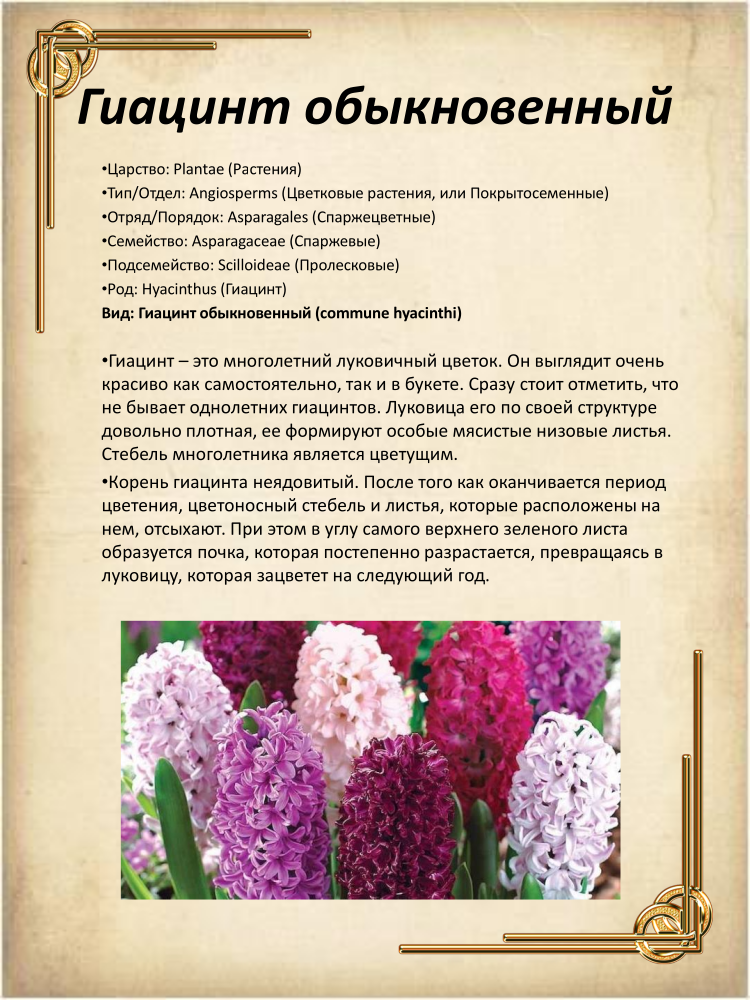 Гиацинт обыкновенный
•Царство: Plantae (Растения)
•Тип/Отдел: Angiosperms (Цветковые растения, или Покрытосеменные)
•Отряд/Порядок: Asparagales (Спаржецветные)
•Семейство: Asparagaceae (Спаржевые)
•Подсемейство: Scilloideae (Пролесковые)
•Род: Hyacinthus (Гиацинт)
Вид: Гиацинт обыкновенный (commune hyacinthi)
•Гиацинт – это многолетний луковичный цветок. Он выглядит очень
красиво как самостоятельно, так и в букете. Сразу стоит отметить, что
не бывает однолетних гиацинтов. Луковица его по своей структуре
довольно плотная, ее формируют особые мясистые низовые листья.
Стебель многолетника является цветущим.
•Корень гиацинта неядовитый. После того как оканчивается период
цветения, цветоносный стебель и листья, которые расположены на
нем, отсыхают. При этом в углу самого верхнего зеленого листа
образуется почка, которая постепенно разрастается, превращаясь в
луковицу, которая зацветет на следующий год.